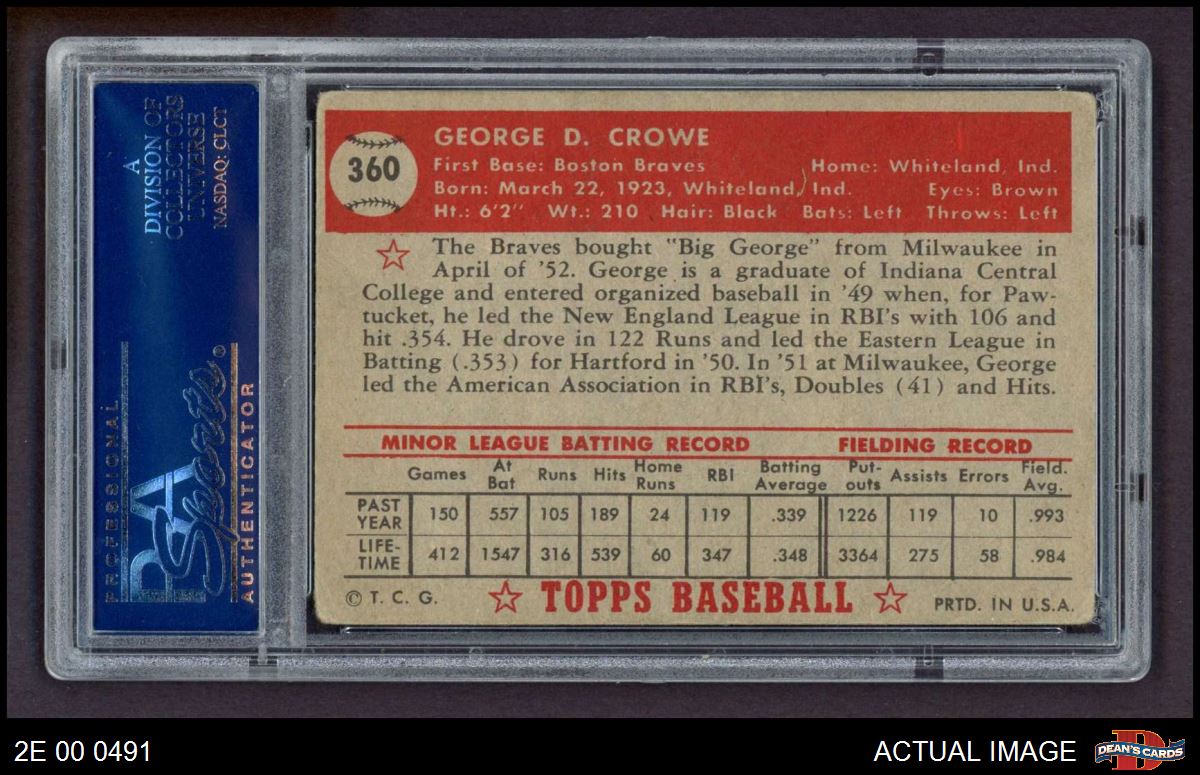 A
DIVISION OF
COLLECTORS
UNIVERSE
NASDAQ: CLCT
PROFESSIONAL
PSA
Sports®
AUTHENTICATOR
360
GEORGE D. CROWE
First Base: Boston Braves Home: Whiteland, Ind.
Born: March 22, 1923, Whiteland, Ind. Eyes: Brown
Ht.: 6'2" Wt.: 210 Hair: Black Bats: Left Throws: Left
The Braves bought "Big George" from Milwaukee in
April of '52. George is a graduate of Indiana Central
College and entered organized baseball in '49 when, for Paw-
tucket, he led the New England League in RBI's with 106 and
hit .354. He drove in 122 Runs and led the Eastern League in
Batting (.353) for Hartford in '50. In '51 at Milwaukee, George
led the American Association in RBI's, Doubles (41) and Hits.
MINOR LEAGUE BATTING RECORD FIELDING RECORD
Games At Bat Runs Hits Home Runs RBI Batting Average Put-outs Assists Errors Field. Avg.
PAST YEAR 150 557 105 189 24 119 .339 1226 119 10 .993
LIFE-TIME 412 1547 316 539 60 347 .348 3364 275 58 .984
© T. C. G. TOPPS BASEBALL PRTD. IN U.S.A.
2E 00 0491 ACTUAL IMAGE DEAN'S CARDS